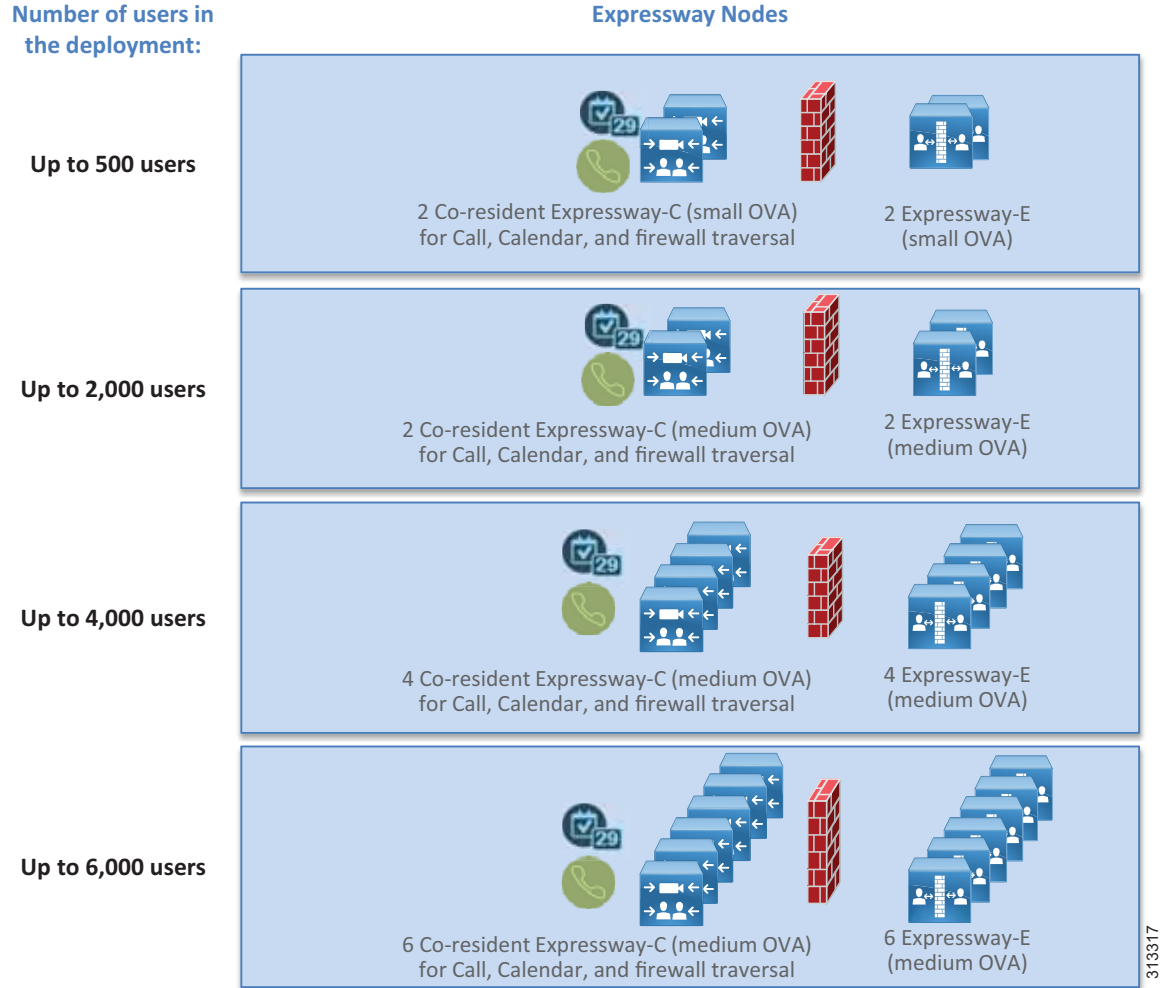 Number of users in
the deployment:
Expressway Nodes
Up to 500 users
29
2 Co-resident Expressway-C (small OVA)
for Call, Calendar, and firewall traversal
2 Expressway-E
(small OVA)
Up to 2,000 users
29
2 Co-resident Expressway-C (medium OVA)
for Call, Calendar, and firewall traversal
2 Expressway-E
(medium OVA)
Up to 4,000 users
29
4 Co-resident Expressway-C (medium OVA)
for Call, Calendar, and firewall traversal
4 Expressway-E
(medium OVA)
Up to 6,000 users
29
6 Co-resident Expressway-C (medium OVA)
for Call, Calendar, and firewall traversal
6 Expressway-E
(medium OVA)
313317